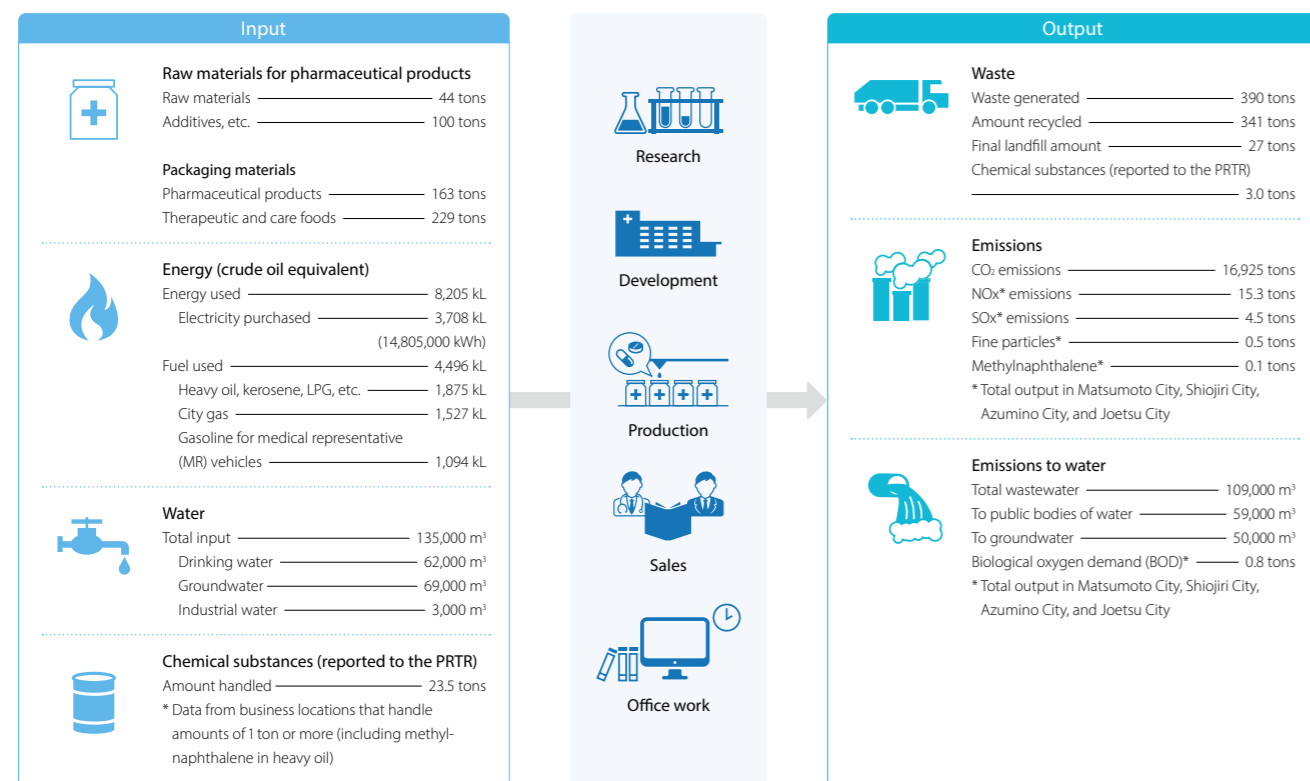 Input
Raw materials for pharmaceutical products
Raw materials 44 tons
Additives, etc. 100 tons
Packaging materials
Pharmaceutical products 163 tons
Therapeutic and care foods 229 tons
Energy (crude oil equivalent)
Energy used 8,205 kL
Electricity purchased 3,708 kL
(14,805,000 kWh)
Fuel used 4,496 kL
Heavy oil, kerosene, LPG, etc. 1,875 kL
City gas 1,527 kL
Gasoline for medical representative
(MR) vehicles 1,094 kL
Water
Total input 135,000 m³
Drinking water 62,000 m³
Groundwater 69,000 m³
Industrial water 3,000 m³
Chemical substances (reported to the PRTR)
Amount handled 23.5 tons
* Data from business locations that handle
amounts of 1 ton or more (including methyl-
naphthalene in heavy oil)
Research
Development
Production
Sales
Office work
Output
Waste
Waste generated 390 tons
Amount recycled 341 tons
Final landfill amount 27 tons
Chemical substances (reported to the PRTR)
3.0 tons
Emissions
CO₂ emissions 16,925 tons
NOx* emissions 15.3 tons
SOx* emissions 4.5 tons
Fine particles* 0.5 tons
Methylnaphthalene* 0.1 tons
* Total output in Matsumoto City, Shiojiri City,
Azumino City, and Joetsu City
Emissions to water
Total wastewater 109,000 m³
To public bodies of water 59,000 m³
To groundwater 50,000 m³
Biological oxygen demand (BOD)* 0.8 tons
* Total output in Matsumoto City, Shiojiri City,
Azumino City, and Joetsu City